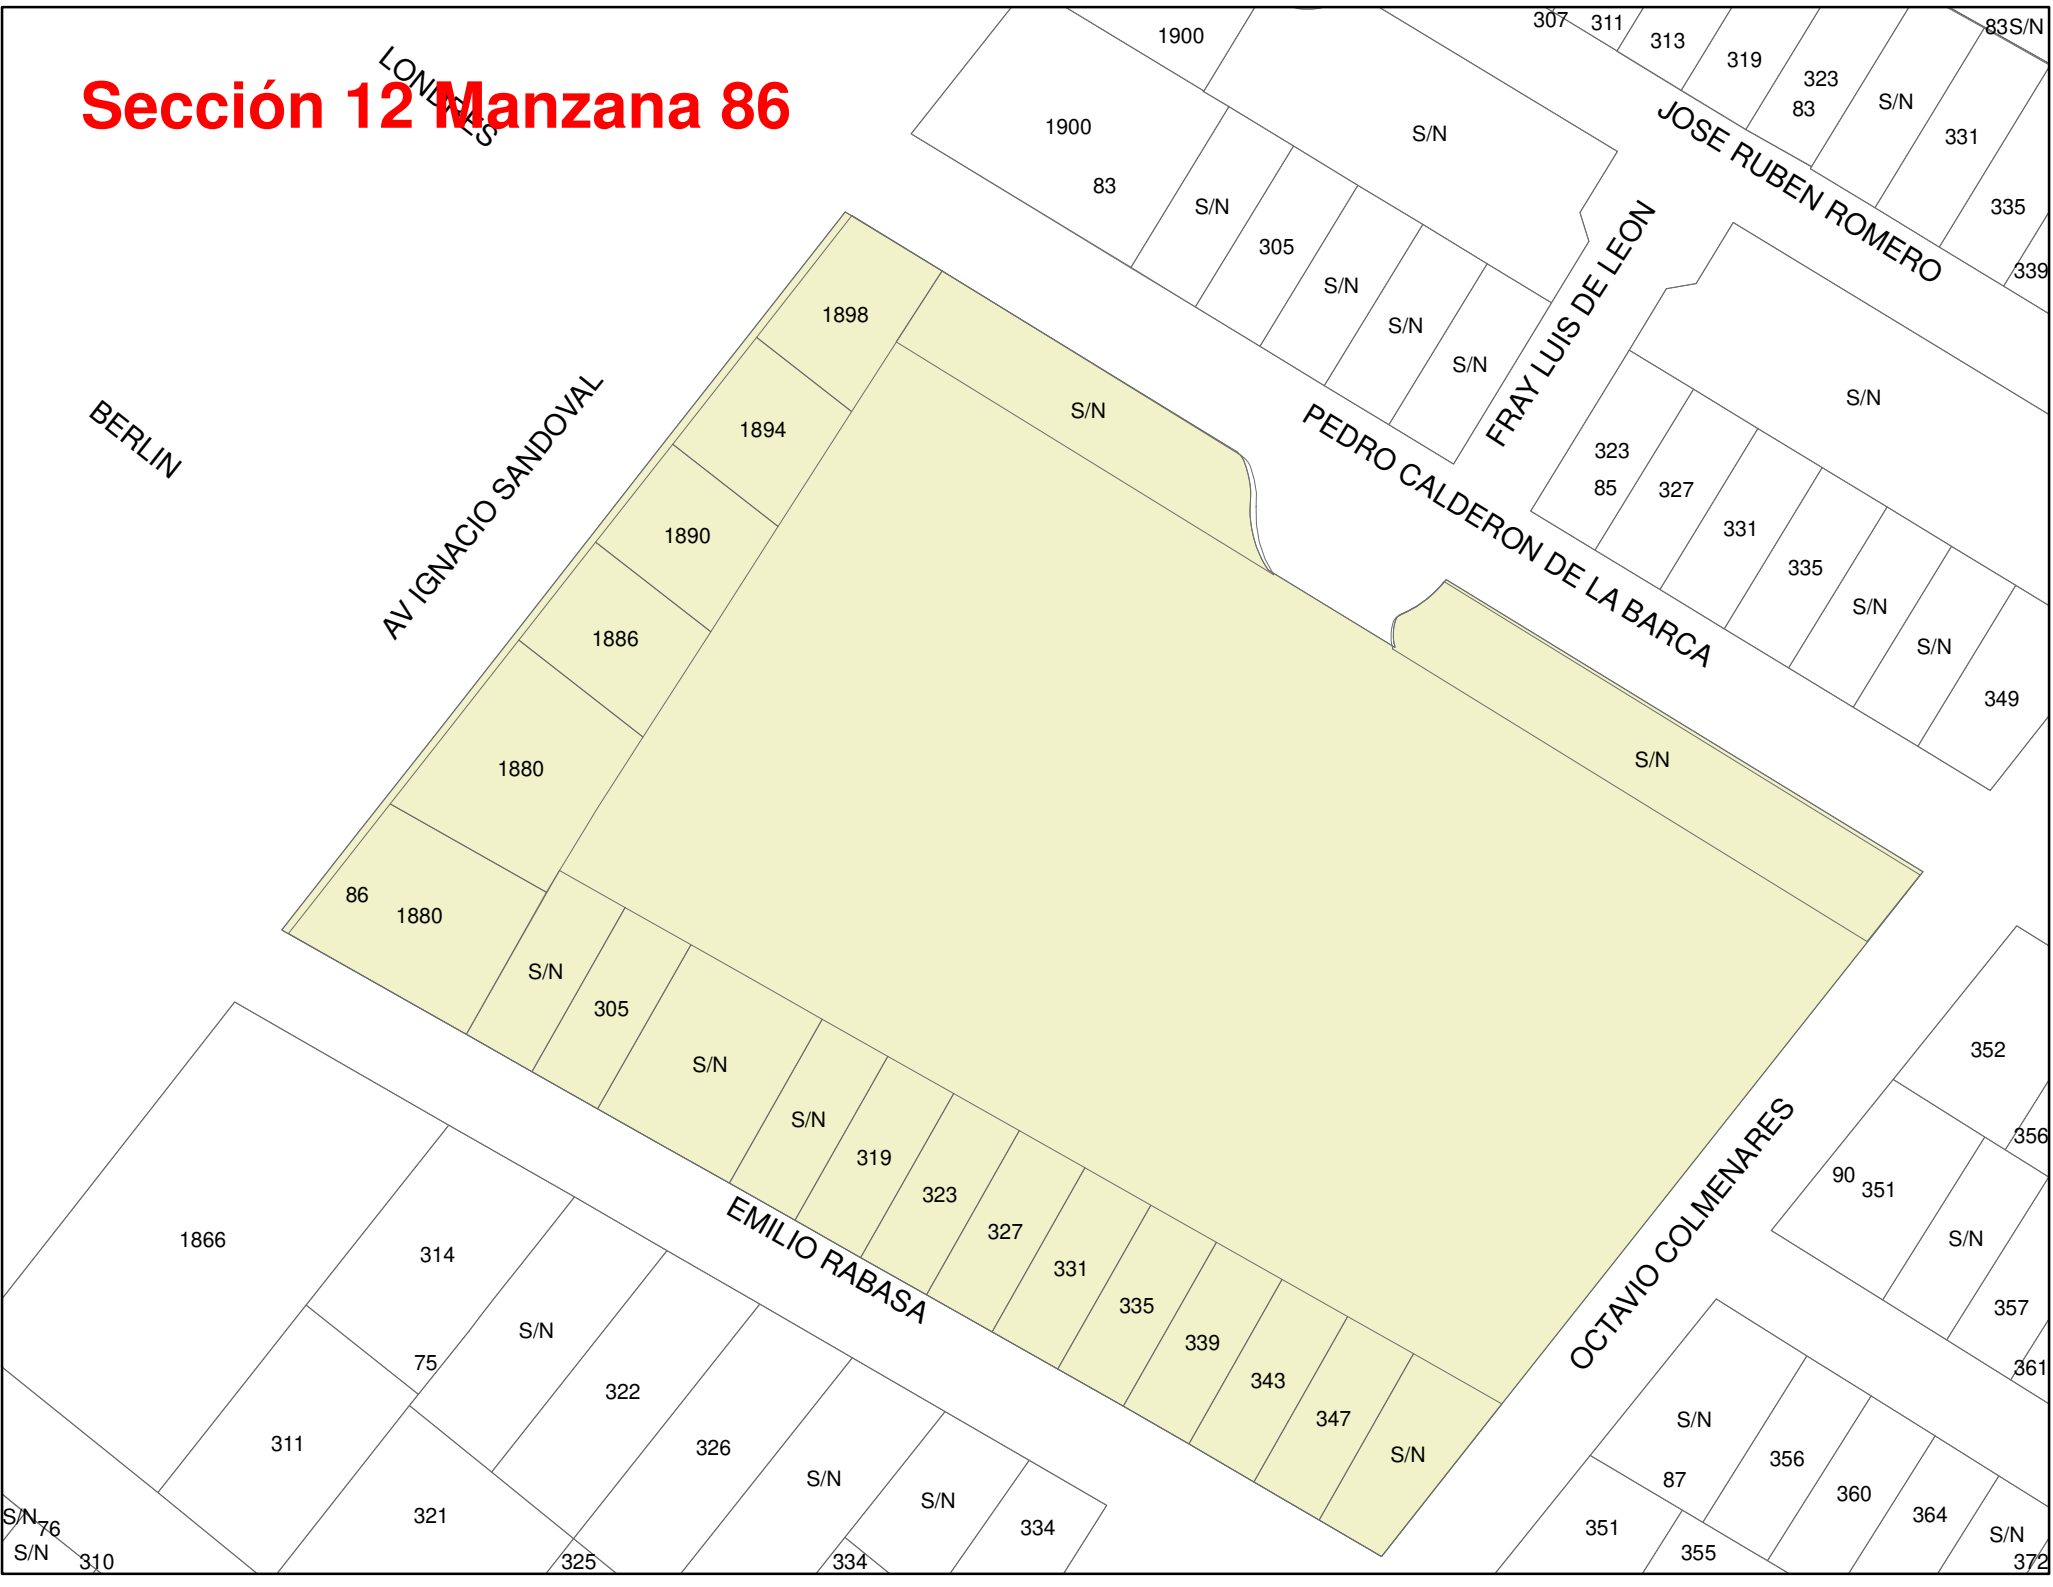 Sección 12 Manzana 86
LONDRES
BERLIN
AV IGNACIO SANDOVAL
JOSE RUBEN ROMERO
FRAY LUIS DE LEON
PEDRO CALDERON DE LA BARCA
EMILIO RABASA
OCTAVIO COLMENARES
1900
1900
83
S/N
305
S/N
S/N
S/N
S/N
307
311
313
319
323
83
S/N
331
335
339
83
S/N
S/N
323
85
327
331
335
S/N
S/N
349
1898
1894
1890
1886
1880
86
1880
S/N
S/N
S/N
305
S/N
S/N
319
323
327
331
335
339
343
347
S/N
352
356
90
351
S/N
357
361
S/N
87
356
360
364
S/N
372
351
355
1866
314
75
S/N
322
326
S/N
S/N
334
334
311
321
325
S/N
76
S/N
310